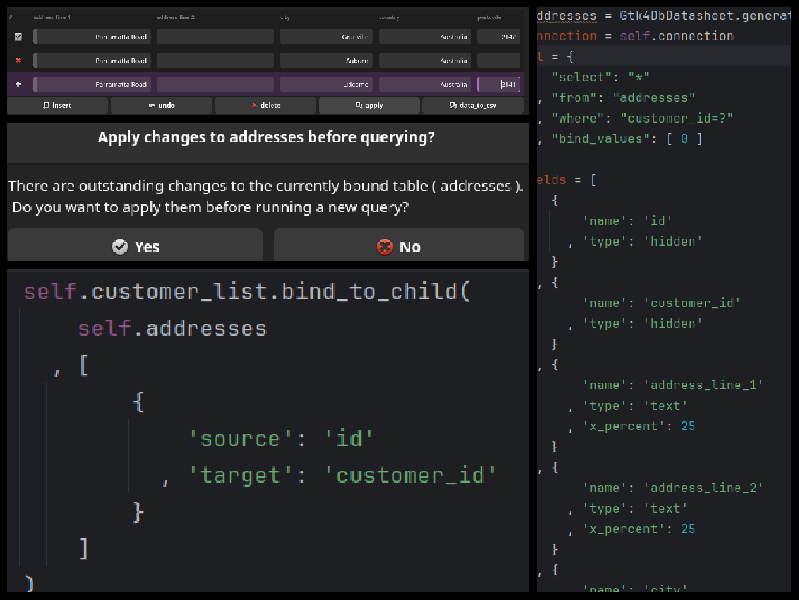 address line 1 address line 2 city country postcode
Parramatta Road Granville Australia 2142
Parramatta Road Auburn Australia
Parramatta Road Lidcome Australia 2141
insert undo delete apply data_to_csv
Apply changes to addresses before querying?
There are outstanding changes to the currently bound table ( addresses ).
Do you want to apply them before running a new query?
Yes No
self.customer_list.bind_to_child(
self.addresses
, [
{
'source': 'id'
, 'target': 'customer_id'
}
]
)
ddresses = Gtk4DbDatasheet.generat
onnection = self.connection
l = {
"select": "*"
, "from": "addresses"
, "where": "customer_id=?"
, "bind_values": [ 0 ]
elds = [
{
'name': 'id'
, 'type': 'hidden'
}
, {
'name': 'customer_id'
, 'type': 'hidden'
}
, {
'name': 'address_line_1'
, 'type': 'text'
, 'x_percent': 25
}
, {
'name': 'address_line_2'
, 'type': 'text'
, 'x_percent': 25
}
, {
'name': 'city'